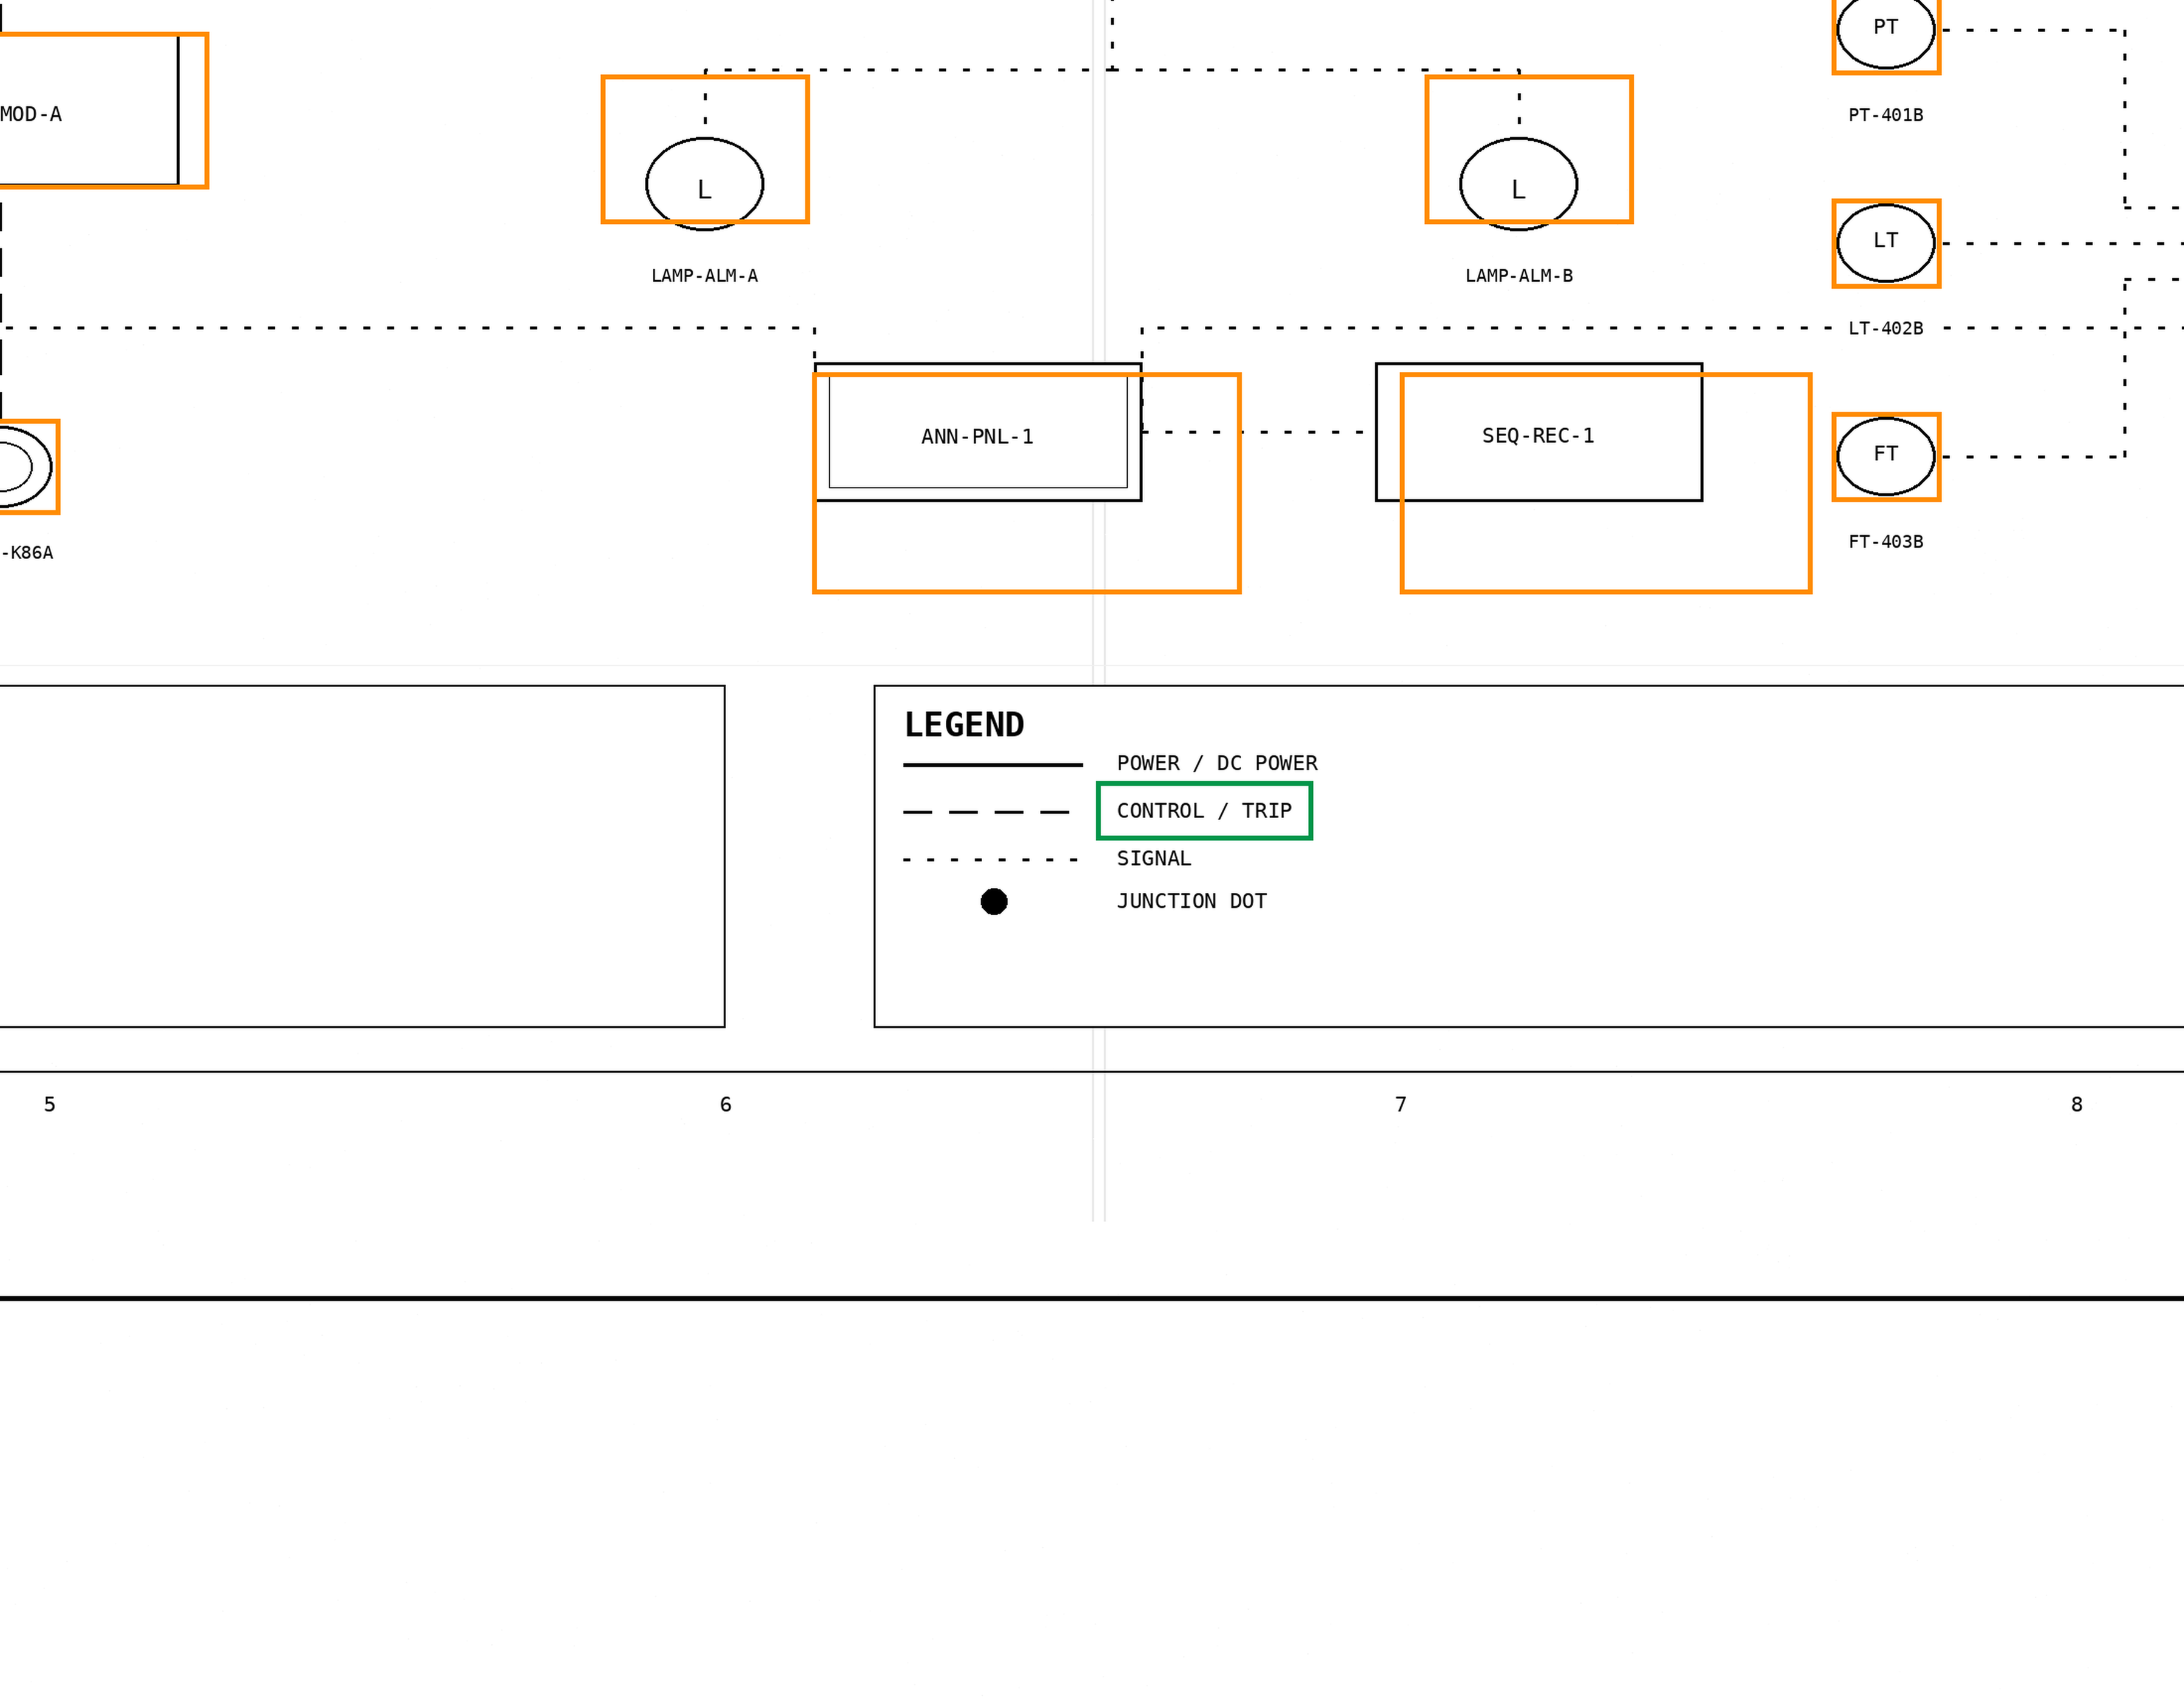 PT
MOD-A
PT-401B
L
L
LT
LAMP-ALM-A
LAMP-ALM-B
LT-402B
ANN-PNL-1
SEQ-REC-1
FT
-K86A
FT-403B
LEGEND
POWER / DC POWER
CONTROL / TRIP
SIGNAL
JUNCTION DOT
5
6
7
8